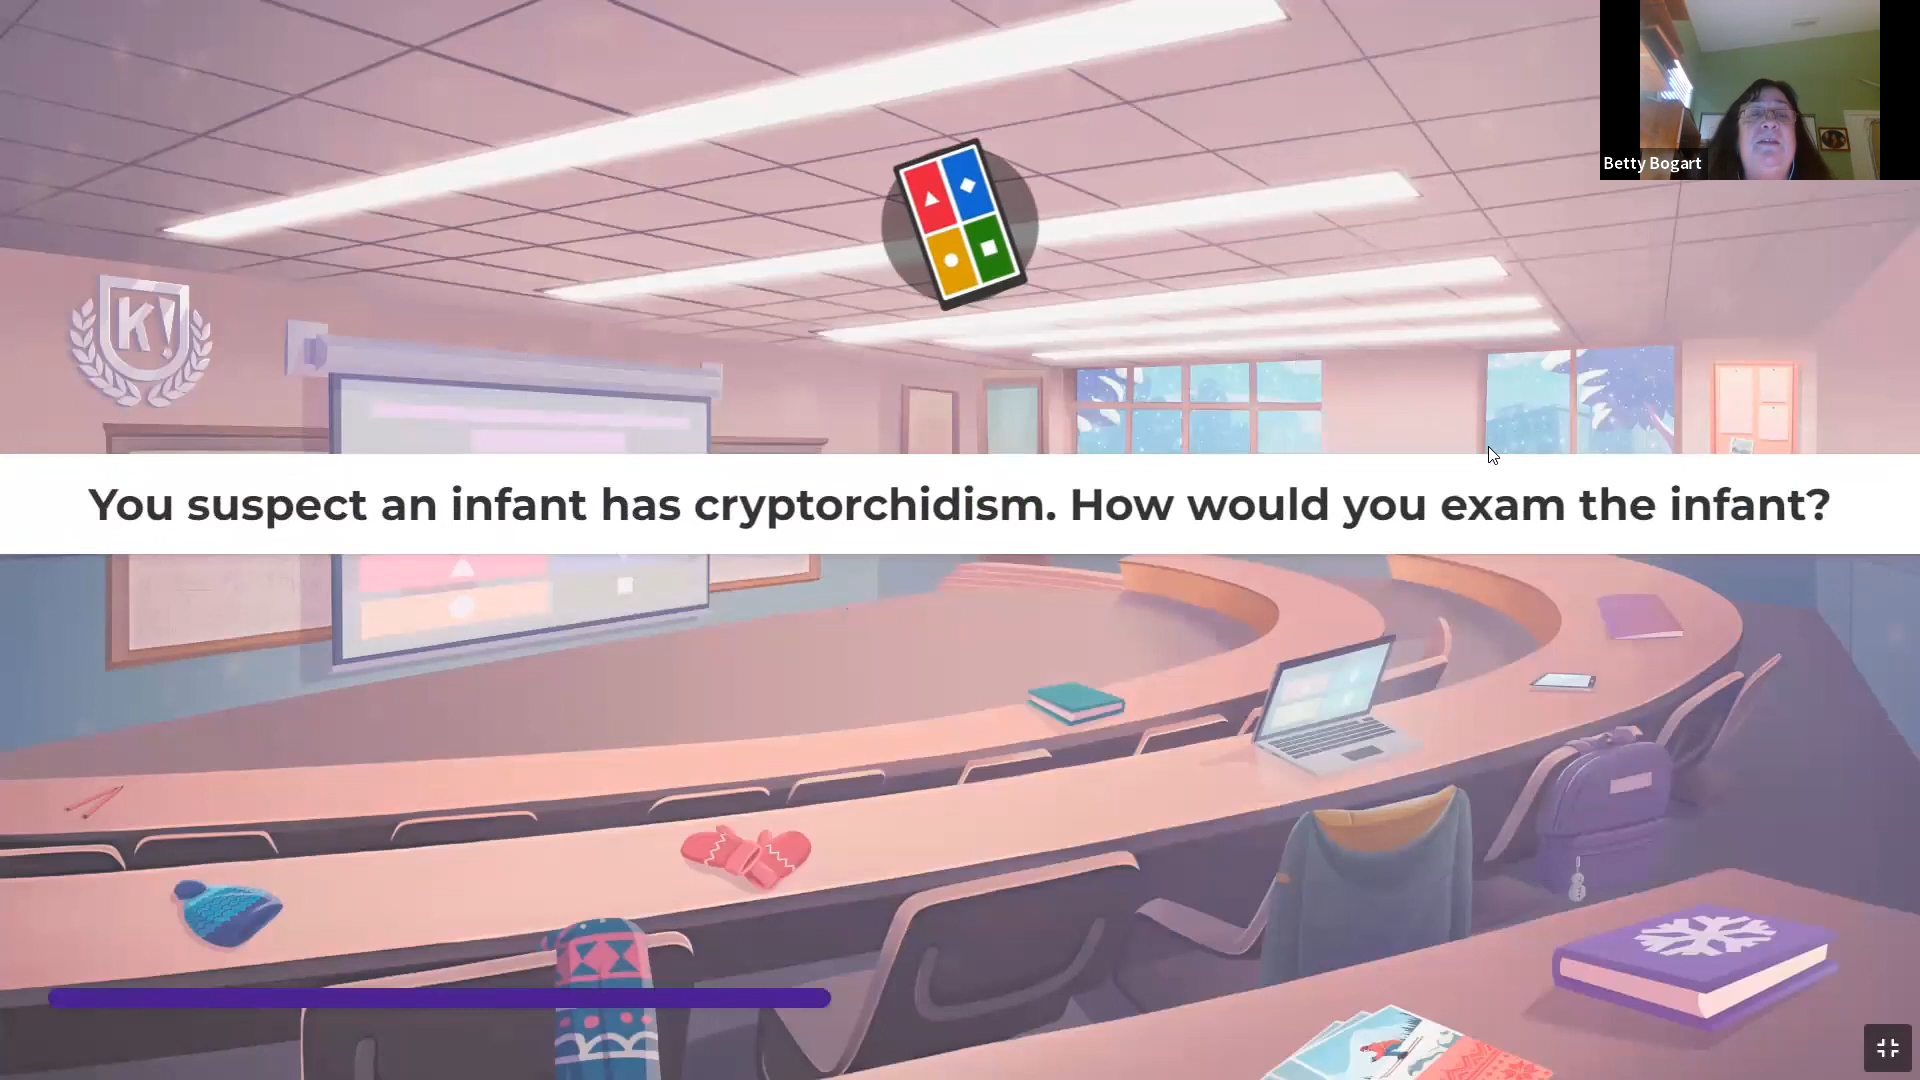 Betty Bogart
K!
You suspect an infant has cryptorchidism. How would you exam the infant?